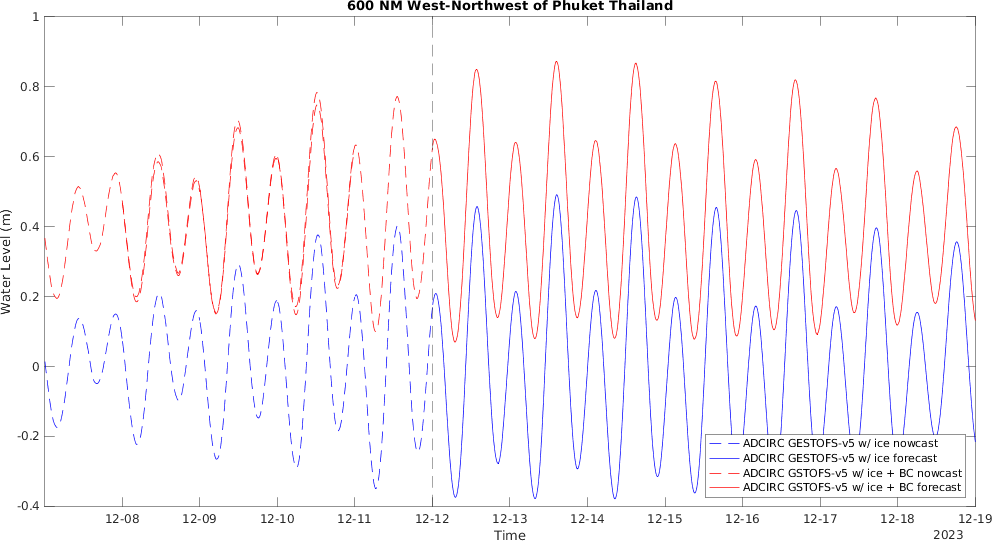 600 NM West-Northwest of Phuket Thailand
1
0.8
0.6
0.4
0.2
0
-0.2
-0.4
Water Level (m)
ADCIRC GESTOFS-v5 w/ ice nowcast
ADCIRC GESTOFS-v5 w/ ice forecast
ADCIRC GSTOFS-v5 w/ ice + BC nowcast
ADCIRC GSTOFS-v5 w/ ice + BC forecast
12-08 12-09 12-10 12-11 12-12 12-13 12-14 12-15 12-16 12-17 12-18 12-19
Time
2023